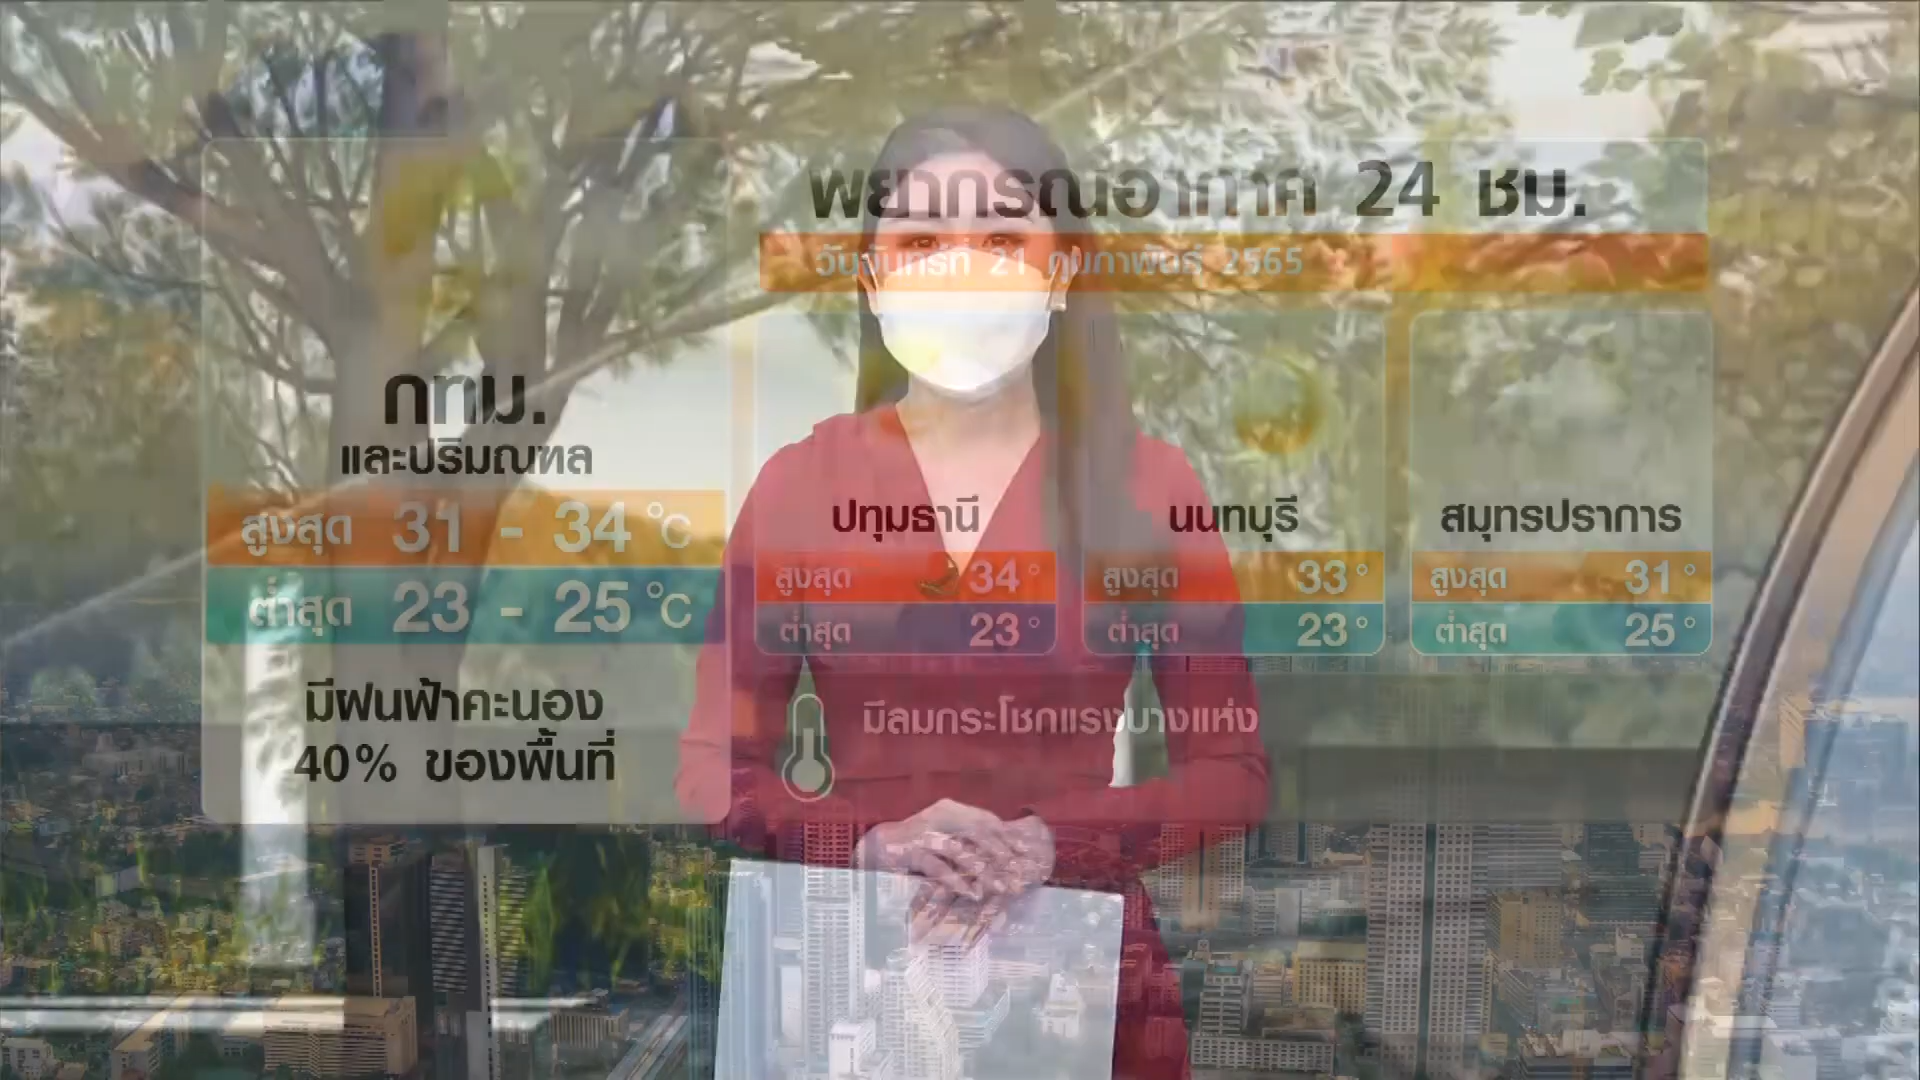 พยากรณ์อากาศ 24 ชม.
วันจันทร์ที่ 21 กุมภาพันธ์ 2565
กทม.
และปริมณฑล
สูงสุด 31 - 34 °C
ต่ำสุด 23 - 25 °C
มีฝนฟ้าคะนอง
40% ของพื้นที่
ปทุมธานี
สูงสุด 34°
ต่ำสุด 23°
นนทบุรี
สูงสุด 33°
ต่ำสุด 23°
สมุทรปราการ
สูงสุด 31°
ต่ำสุด 25°
มีลมกระโชกแรงบางแห่ง